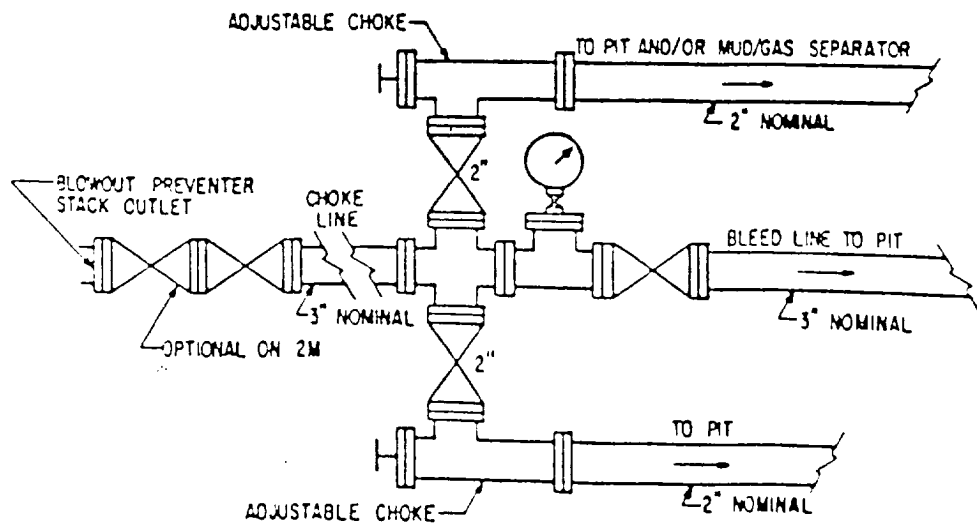 ADJUSTABLE CHOKE
TO PIT AND/OR MUD/GAS SEPARATOR
2" NOMINAL
2"
BLOWOUT PREVENTER
STACK OUTLET
CHOKE
LINE
BLEED LINE TO PIT
3" NOMINAL
3" NOMINAL
OPTIONAL ON 2M
2"
TO PIT
ADJUSTABLE CHOKE
2" NOMINAL